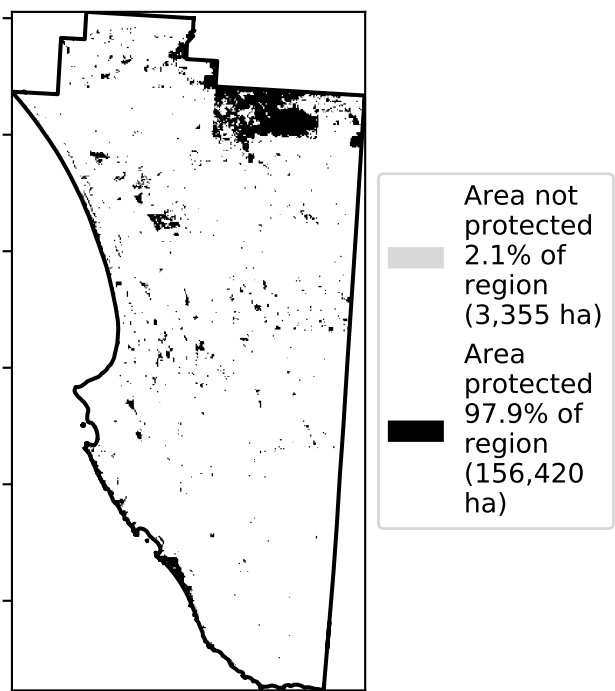 Area not
protected
2.1% of
region
(3,355 ha)
Area
protected
97.9% of
region
(156,420
ha)